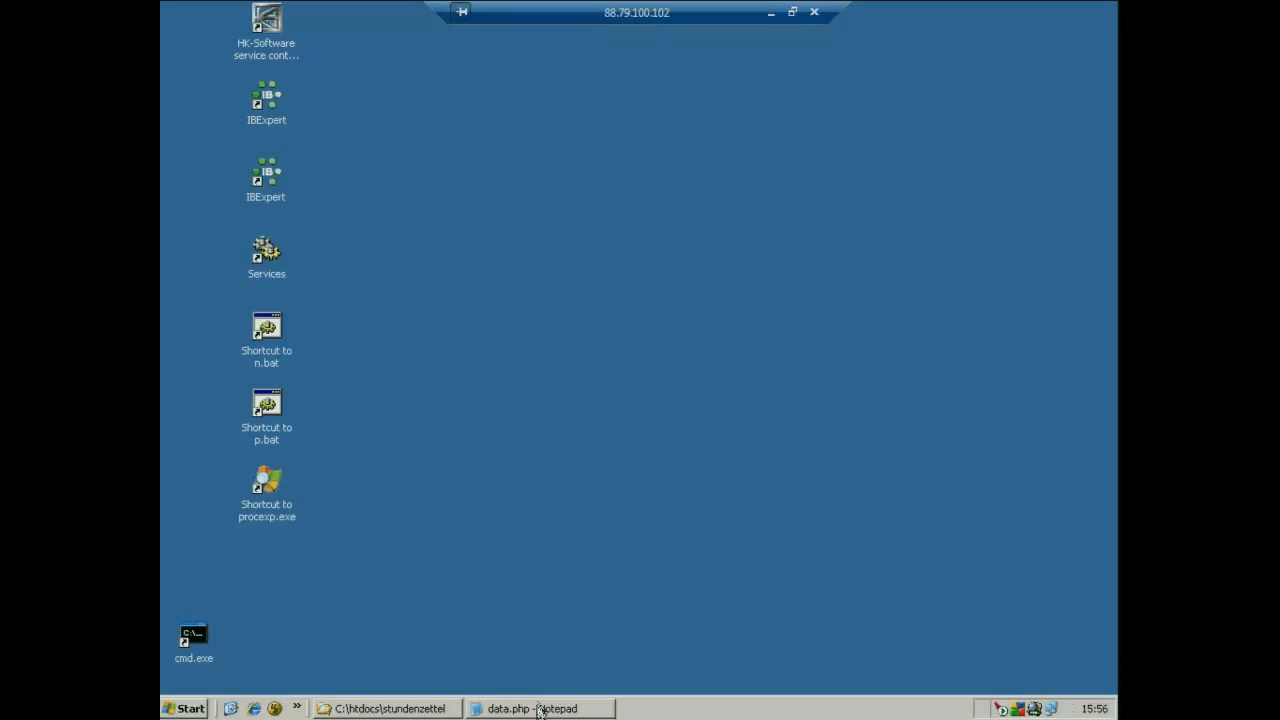 88.79.100.102
HK-Software
service cont...
IBExpert
IBExpert
Services
Shortcut to
n.bat
Shortcut to
p.bat
Shortcut to
procexp.exe
C:\...
cmd.exe
Start
»
C:\htdocs\stundenzettel
data.php - Notepad
15:56